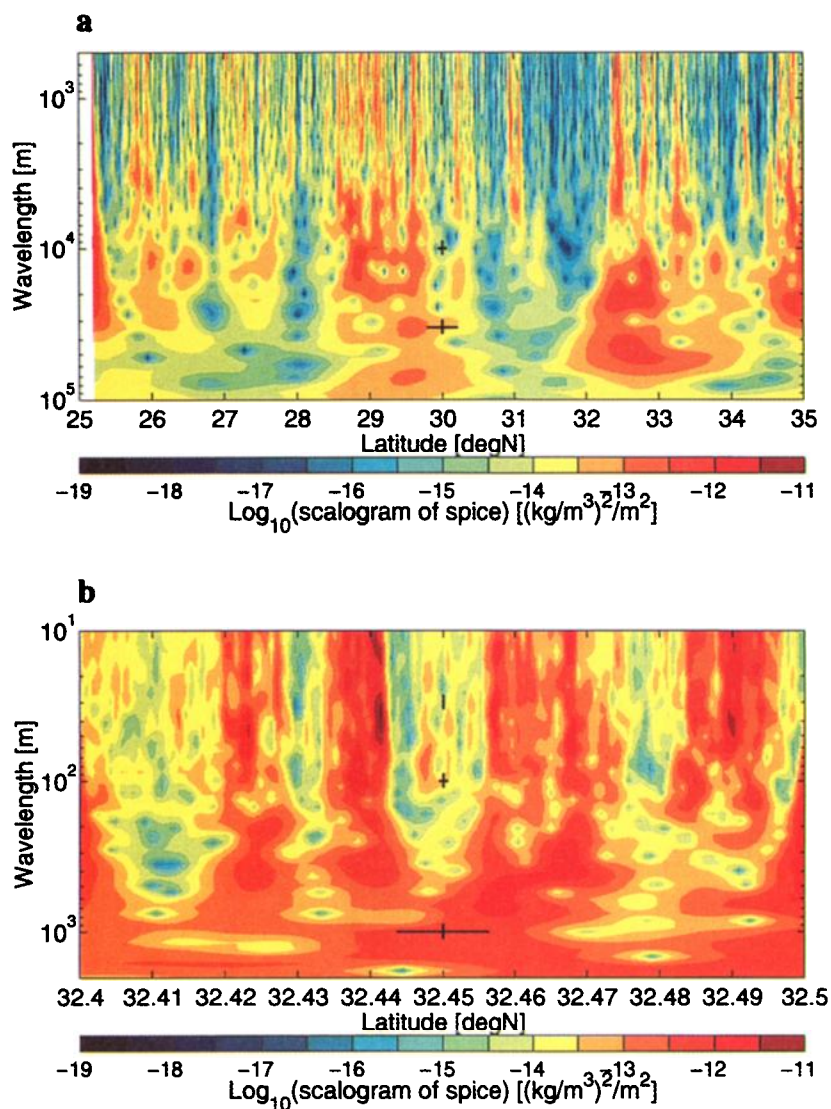 a
10³
10⁴
10⁵
Wavelength [m]
25 26 27 28 29 30 31 32 33 34 35
Latitude [degN]
−19 −18 −17 −16 −15 −14 −13 −12 −11
Log₁₀(scalogram of spice) [(kg/m³)²/m²]
b
10¹
10²
10³
Wavelength [m]
32.4 32.41 32.42 32.43 32.44 32.45 32.46 32.47 32.48 32.49 32.5
Latitude [degN]
−19 −18 −17 −16 −15 −14 −13 −12 −11
Log₁₀(scalogram of spice) [(kg/m³)²/m²]